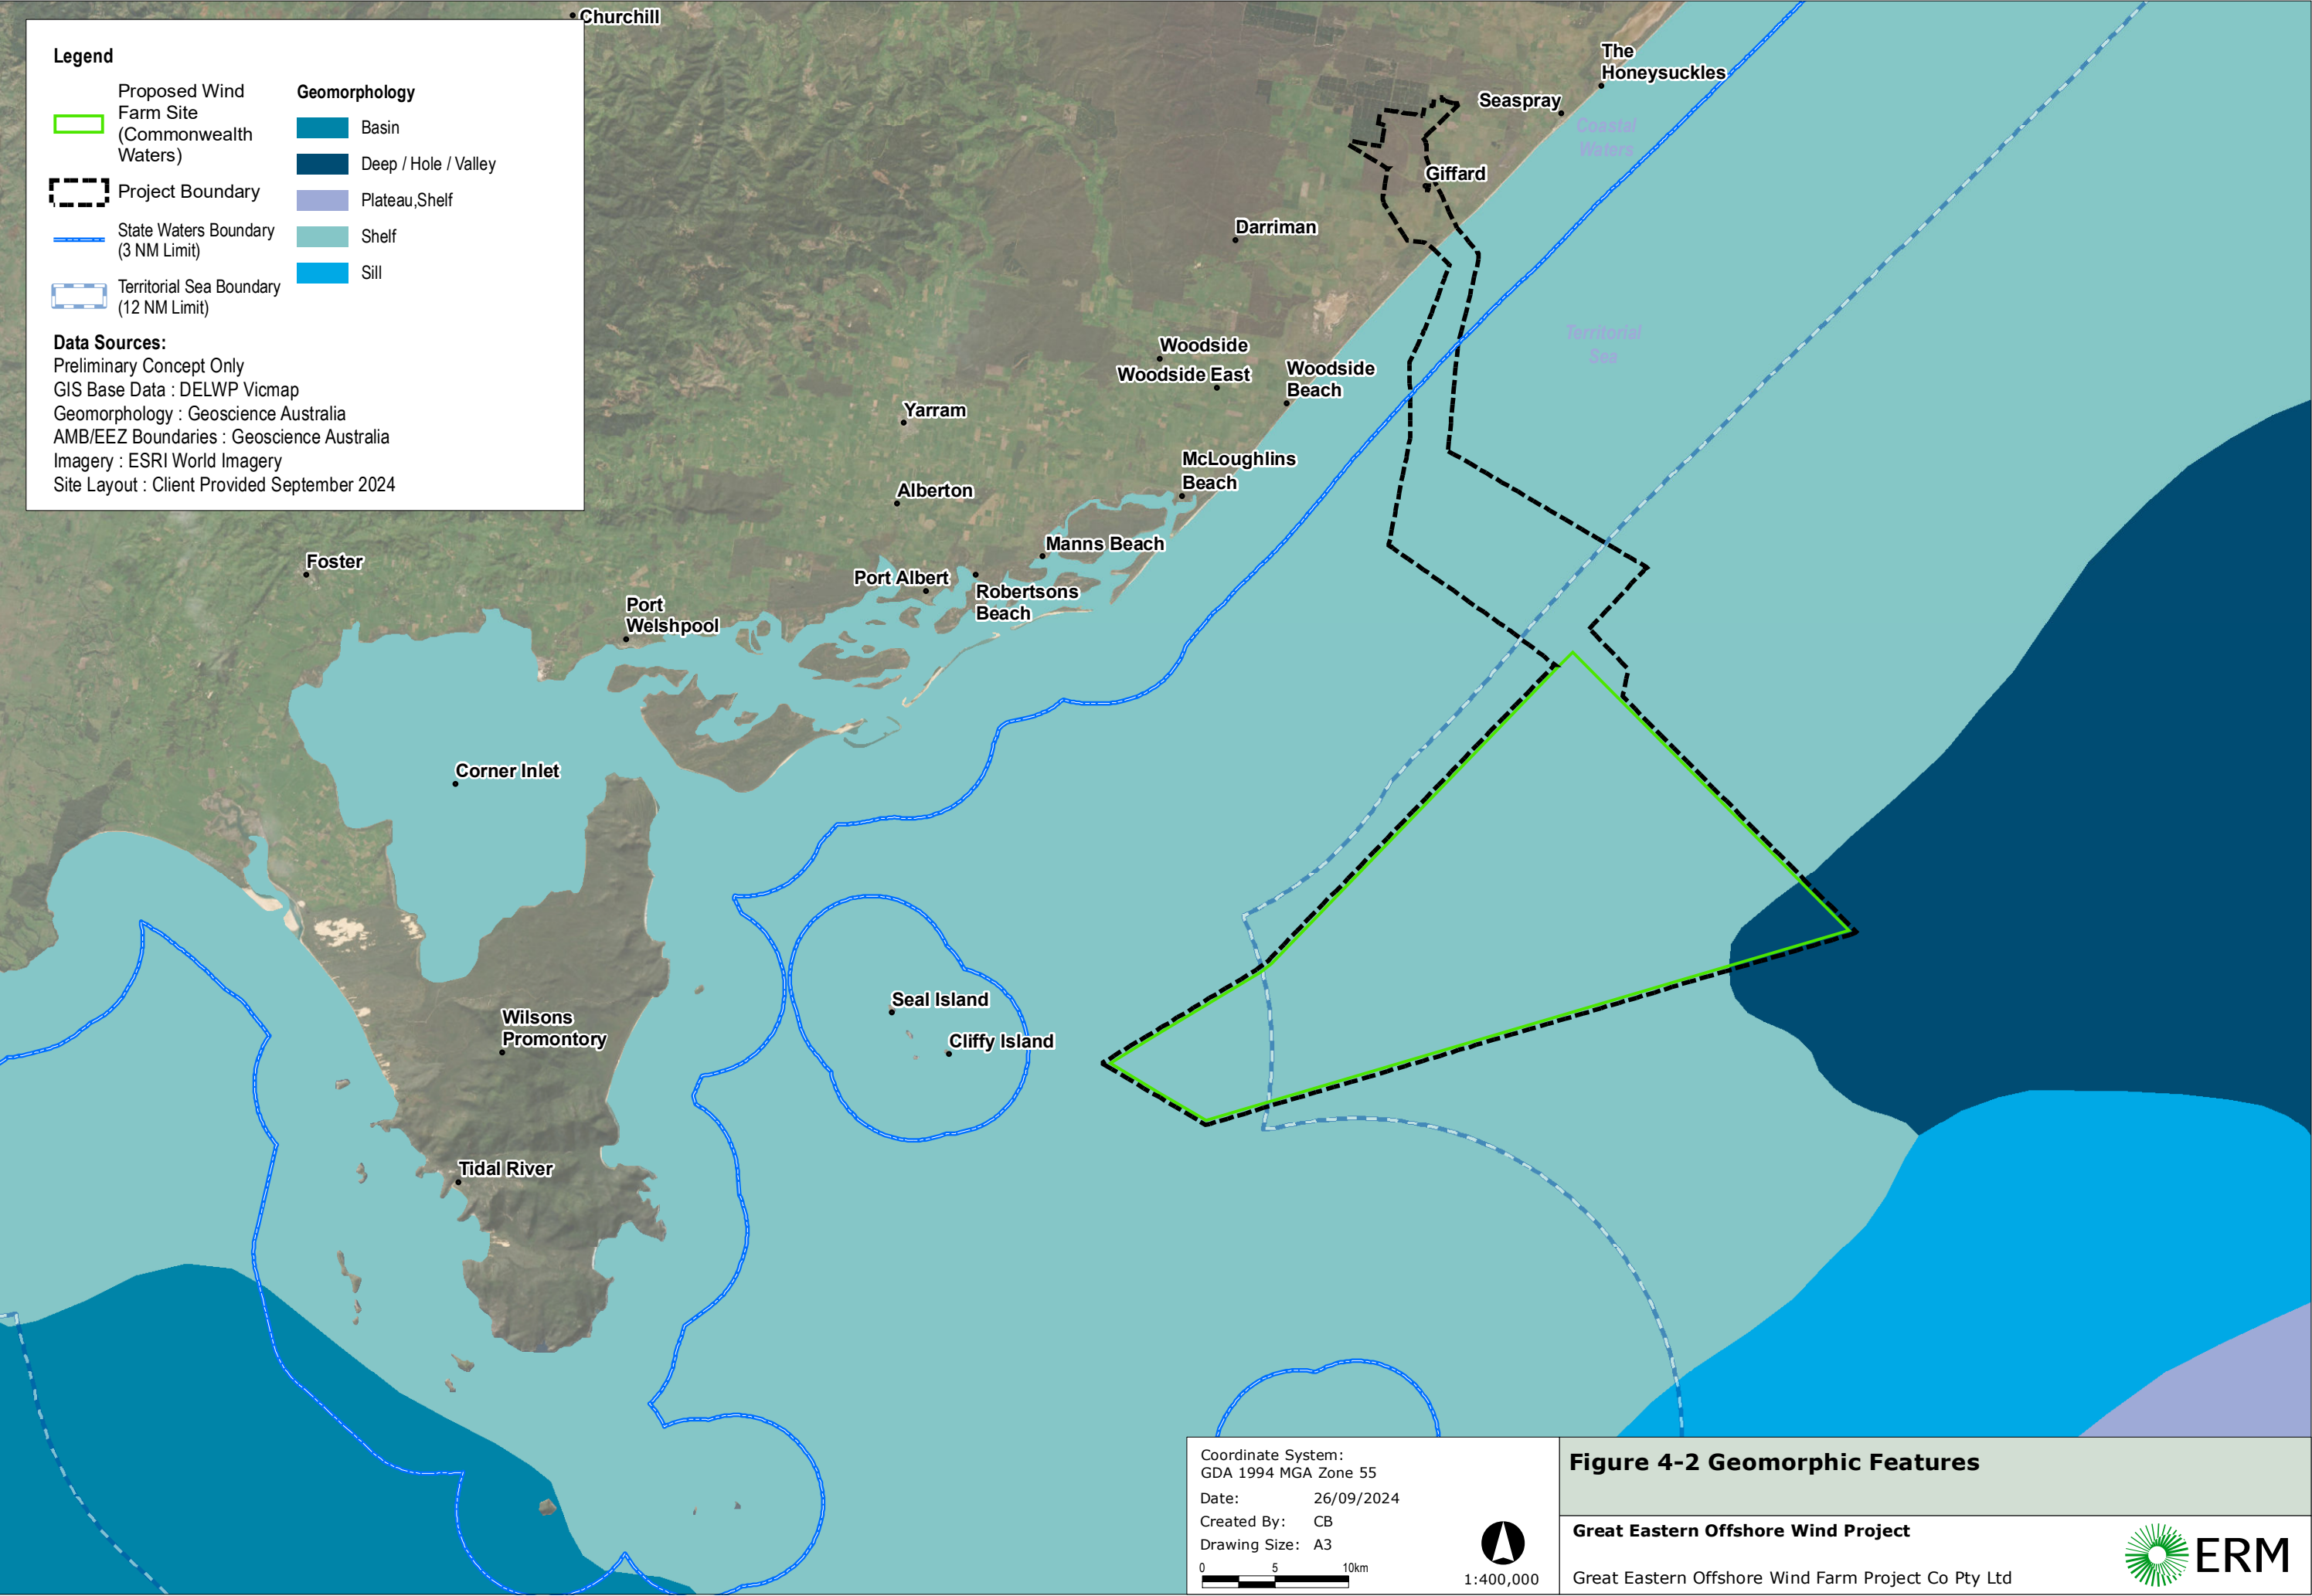 Legend
Proposed Wind
Farm Site
(Commonwealth
Waters)
Project Boundary
State Waters Boundary
(3 NM Limit)
Territorial Sea Boundary
(12 NM Limit)
Geomorphology
Basin
Deep / Hole / Valley
Plateau,Shelf
Shelf
Sill
Data Sources:
Preliminary Concept Only
GIS Base Data : DELWP Vicmap
Geomorphology : Geoscience Australia
AMB/EEZ Boundaries : Geoscience Australia
Imagery : ESRI World Imagery
Site Layout : Client Provided September 2024
Churchill
The
Honeysuckles
Seaspray
Coastal
Waters
Giffard
Darriman
Territorial
Sea
Woodside
Woodside East
Woodside
Beach
Yarram
McLoughlins
Beach
Alberton
Manns Beach
Foster
Port Albert
Robertsons
Beach
Port
Welshpool
Corner Inlet
Seal Island
Wilsons
Promontory
Cliffy Island
Tidal River
Coordinate System:
GDA 1994 MGA Zone 55
Date: 26/09/2024
Created By: CB
Drawing Size: A3
0 5 10km
1:400,000
Figure 4-2 Geomorphic Features
Great Eastern Offshore Wind Project
Great Eastern Offshore Wind Farm Project Co Pty Ltd
ERM